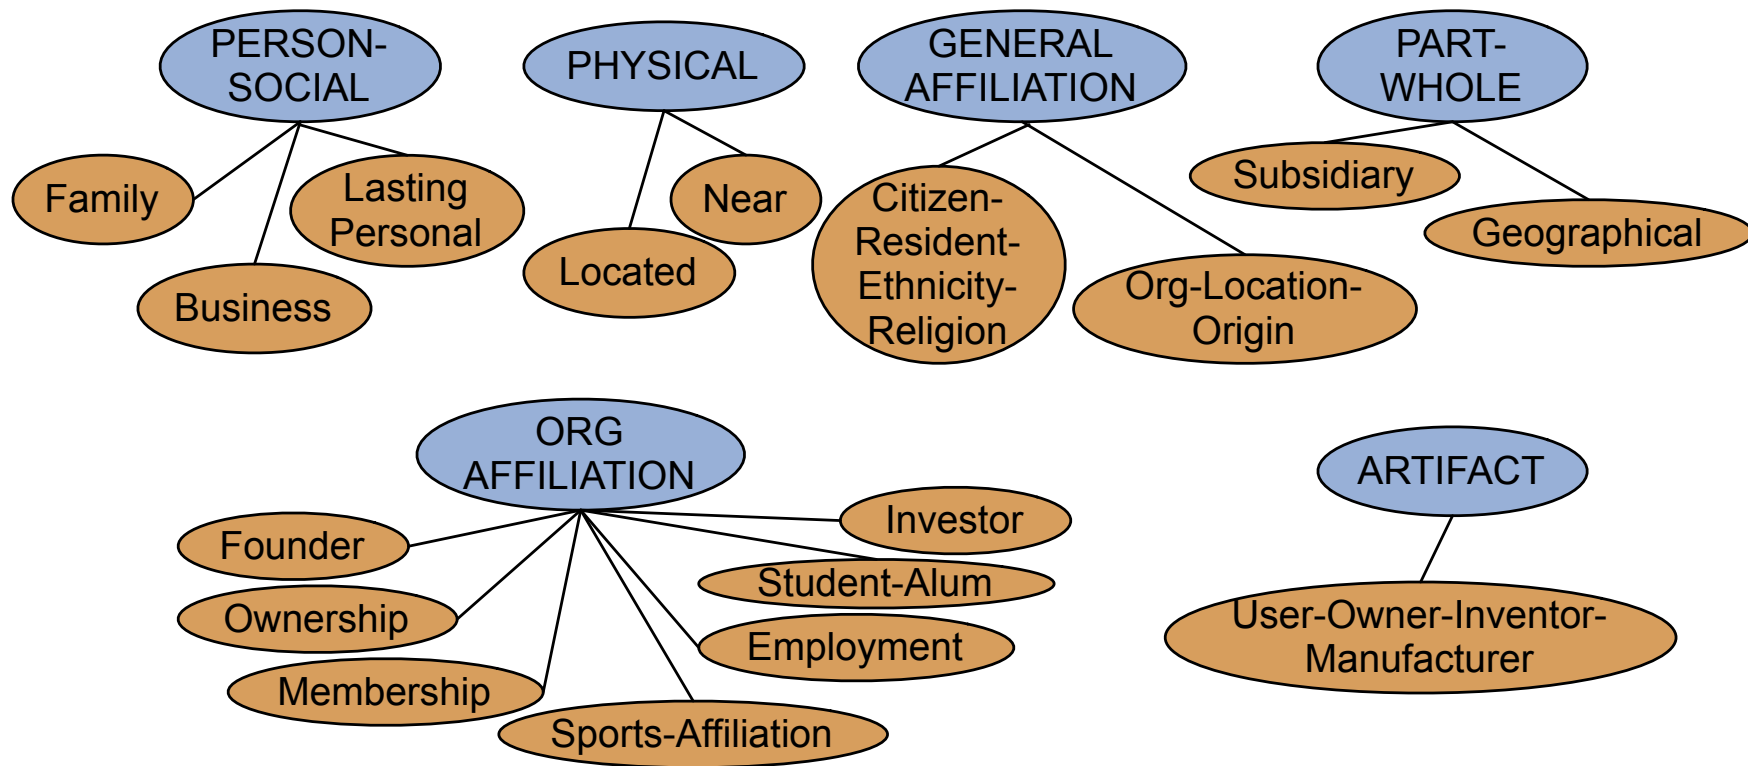 PERSON-
SOCIAL
PHYSICAL
GENERAL
AFFILIATION
PART-
WHOLE
Family
Lasting
Personal
Business
Near
Located
Citizen-
Resident-
Ethnicity-
Religion
Org-Location-
Origin
Subsidiary
Geographical
ORG
AFFILIATION
Founder
Ownership
Membership
Sports-Affiliation
Employment
Student-Alum
Investor
ARTIFACT
User-Owner-Inventor-
Manufacturer